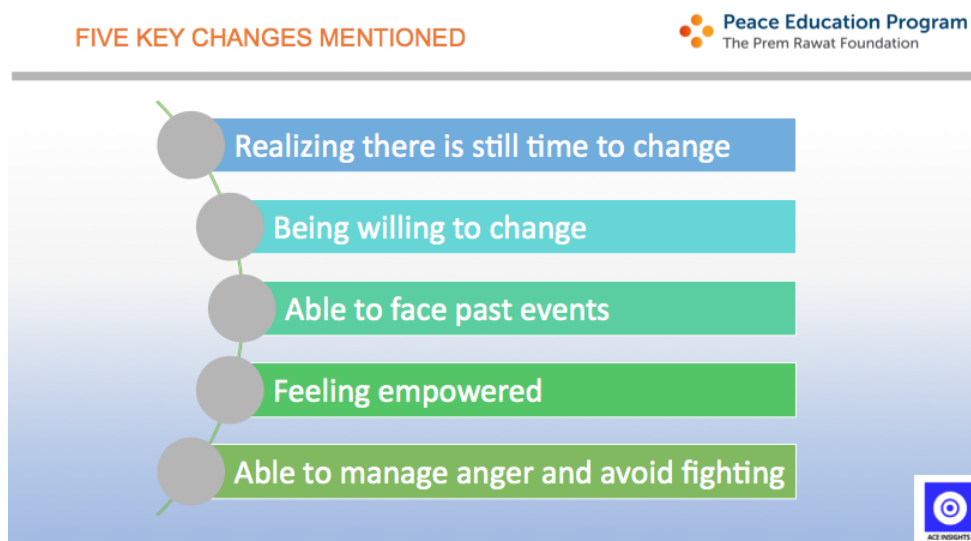 FIVE KEY CHANGES MENTIONED
Peace Education Program
The Prem Rawat Foundation
Realizing there is still time to change
Being willing to change
Able to face past events
Feeling empowered
Able to manage anger and avoid fighting
ACE INSIGHTS